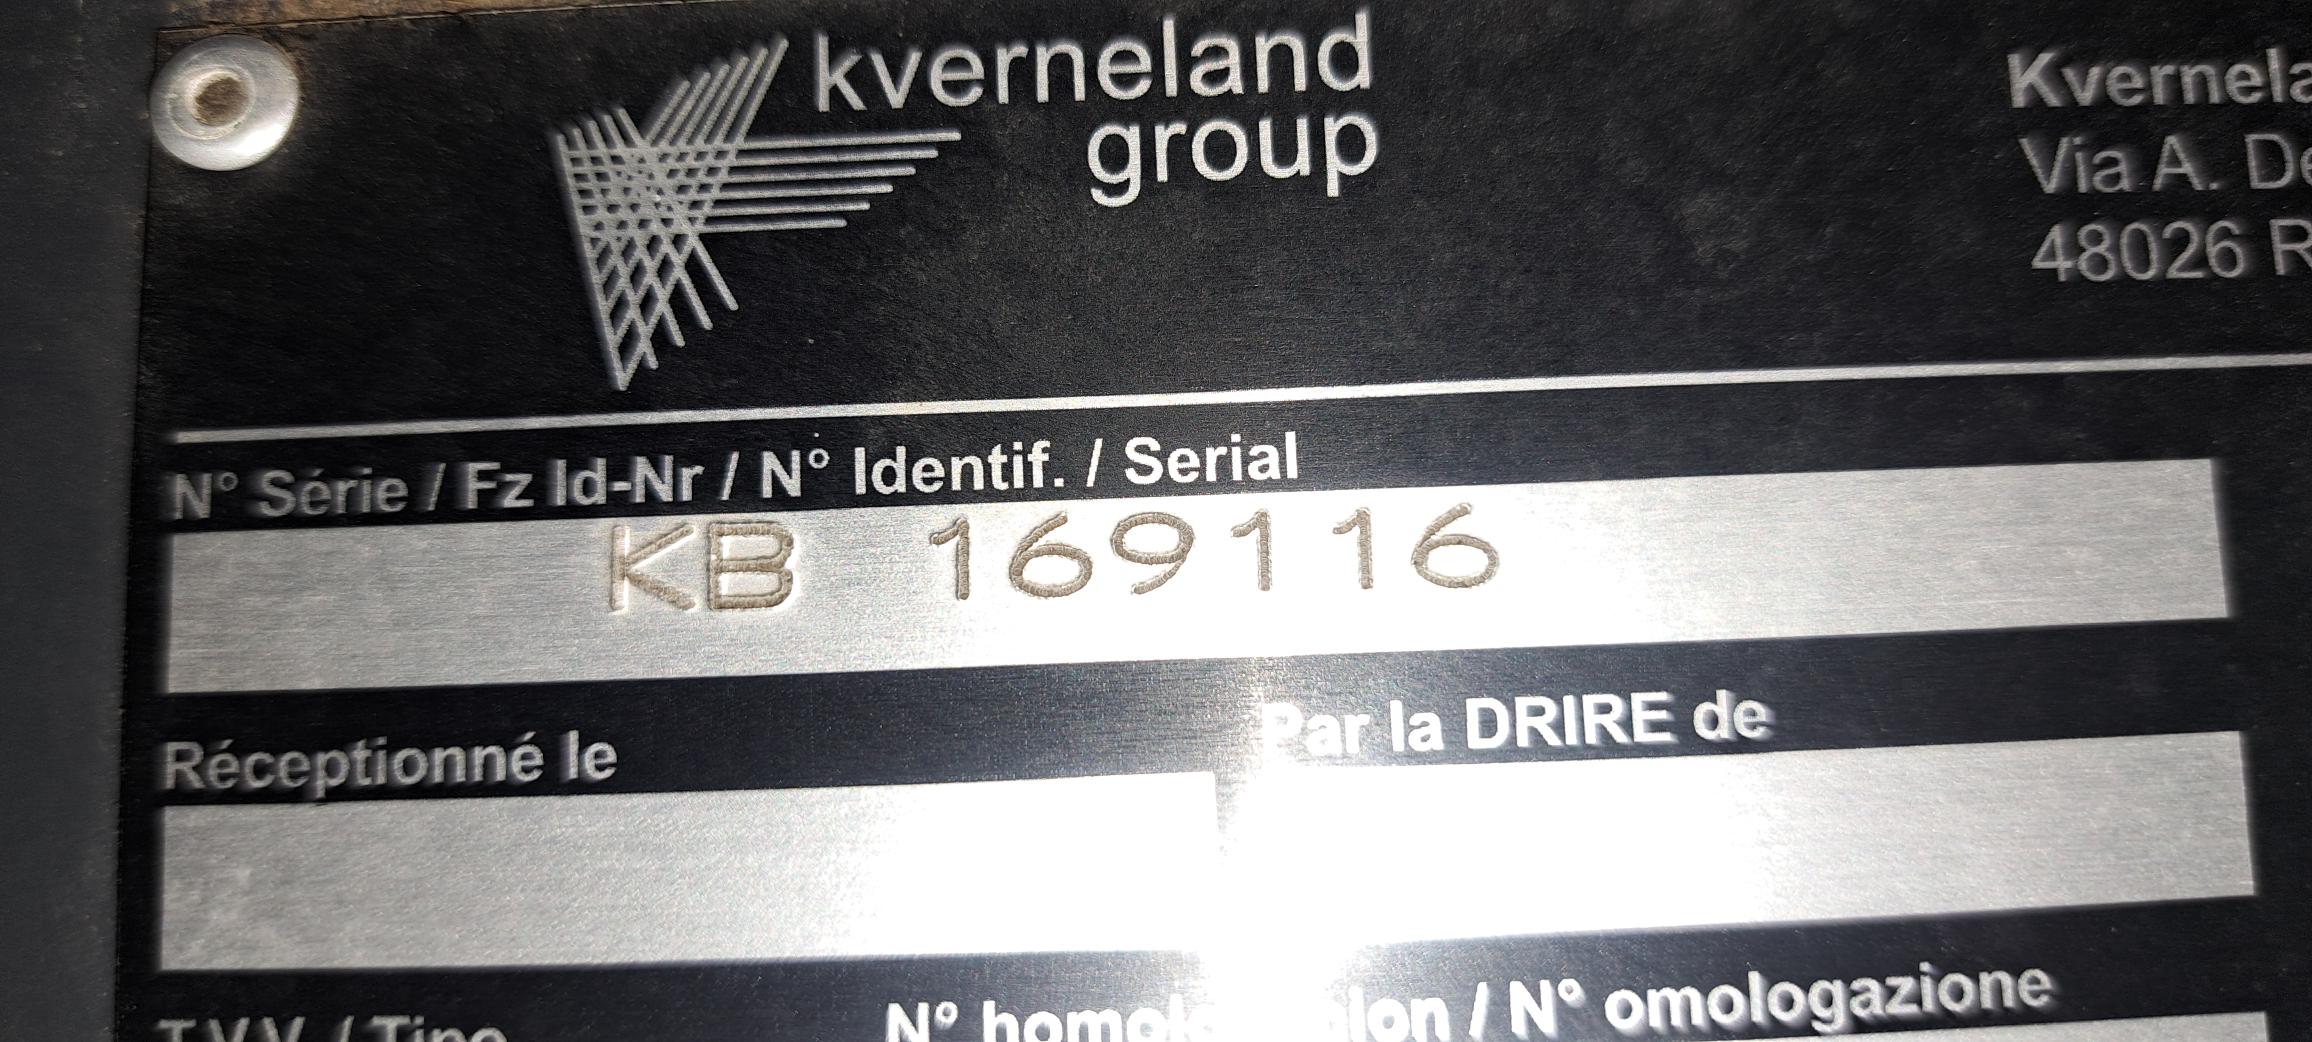 kverneland
group
Kvernela
Via A. De
48026 R
N° Série / Fz Id-Nr / N° Identif. / Serial
KB 169116
Réceptionné le
Par la DRIRE de
T.V.V. / Tipo
N° / N° omologazione